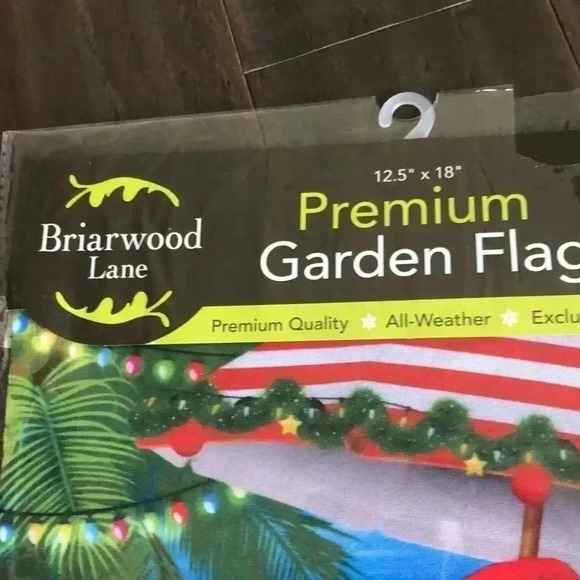 Briarwood
Lane
12.5" x 18"
Premium
Garden Flag
Premium Quality All-Weather